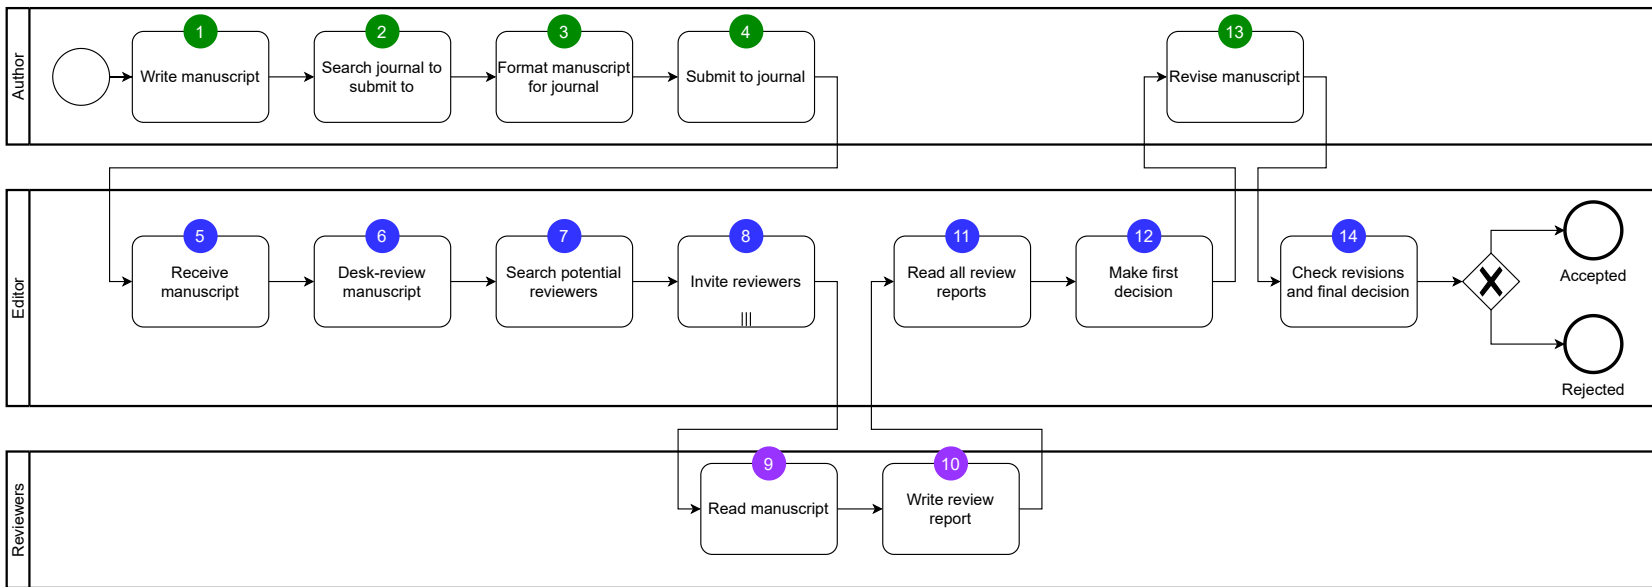 Author
1
Write manuscript
2
Search journal to
submit to
3
Format manuscript
for journal
4
Submit to journal
13
Revise manuscript
Editor
5
Receive
manuscript
6
Desk-review
manuscript
7
Search potential
reviewers
8
Invite reviewers
11
Read all review
reports
12
Make first
decision
14
Check revisions
and final decision
Accepted
Rejected
Reviewers
9
Read manuscript
10
Write review
report